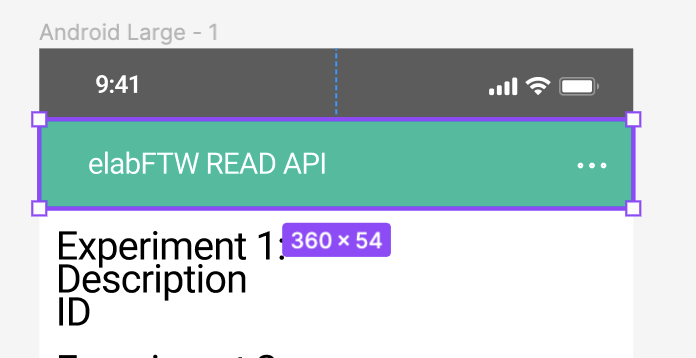 Android Large - 1
9:41
elabFTW READ API
Experiment 1:
360 × 54
Description
ID